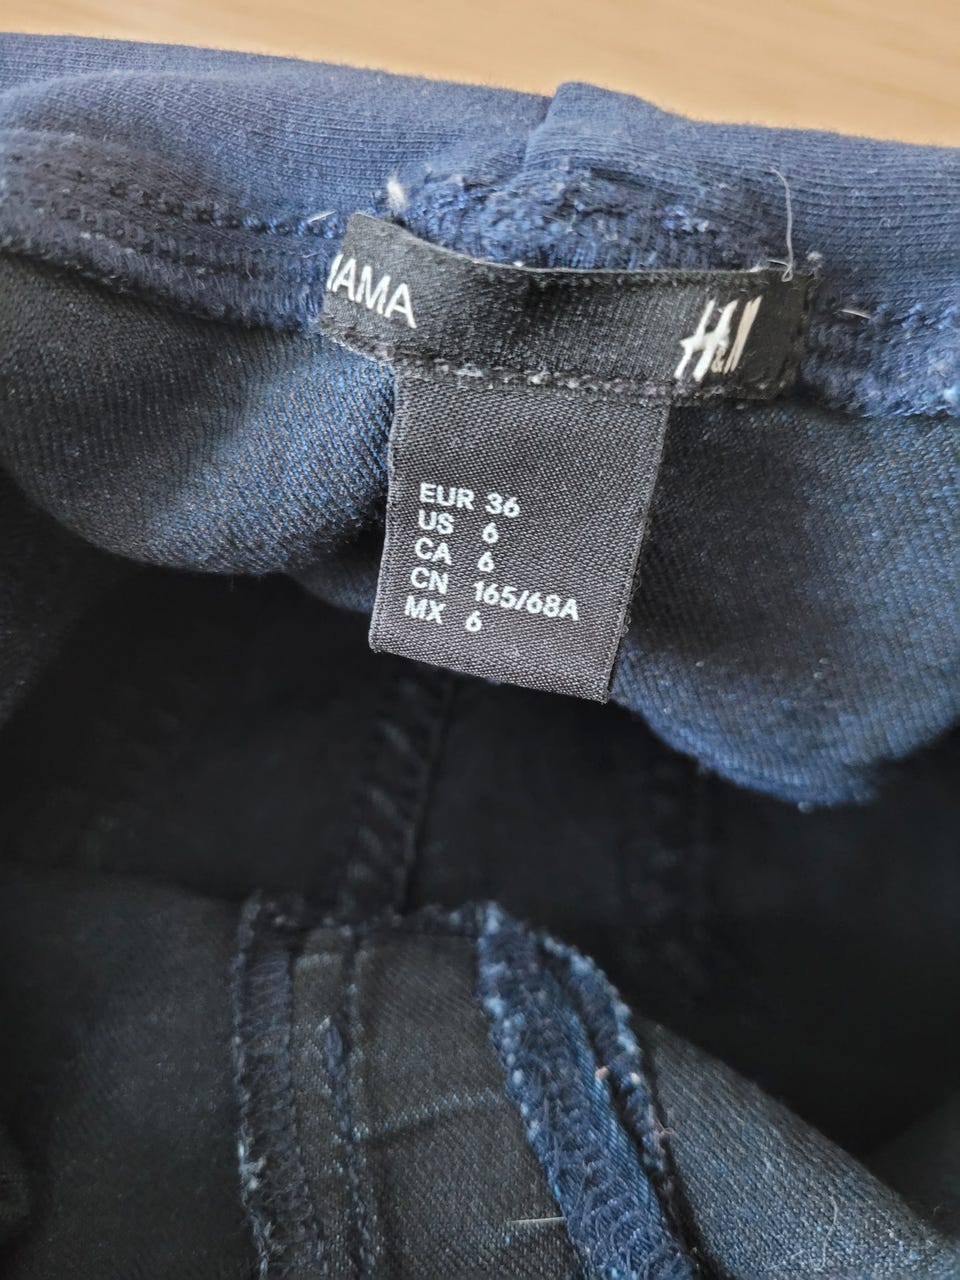 MAMA H&M
EUR 36
US 6
CA 6
CN 165/68A
MX 6